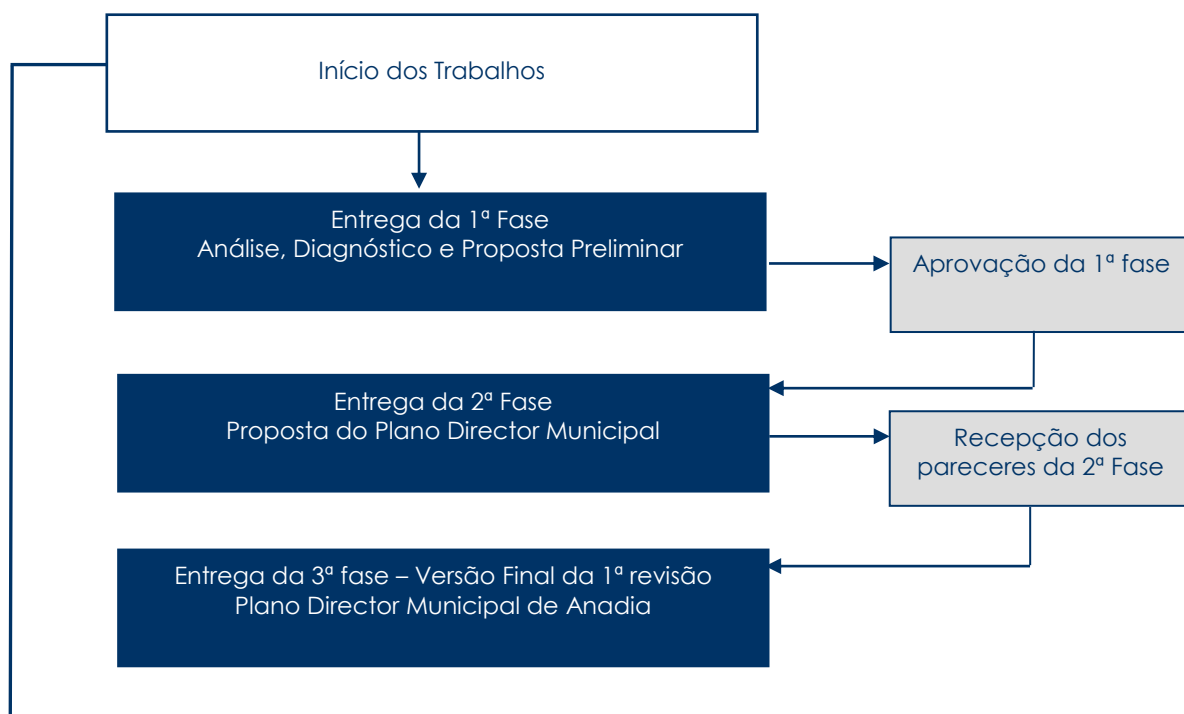 Início dos Trabalhos
Entrega da 1ª Fase
Análise, Diagnóstico e Proposta Preliminar
Aprovação da 1ª fase
Entrega da 2ª Fase
Proposta do Plano Director Municipal
Recepção dos
pareceres da 2ª Fase
Entrega da 3ª fase – Versão Final da 1ª revisão
Plano Director Municipal de Anadia